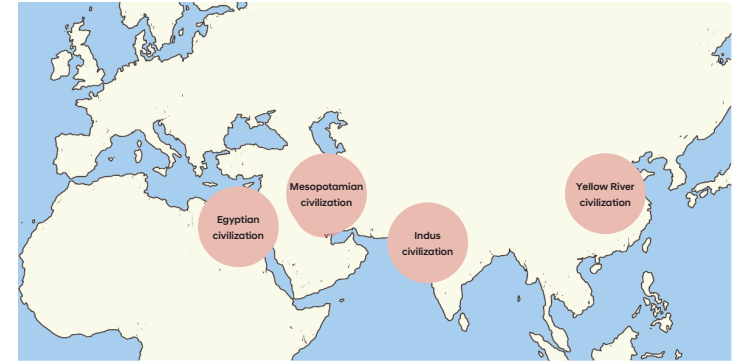 Mesopotamian
civilization
Egyptian
civilization
Indus
civilization
Yellow River
civilization